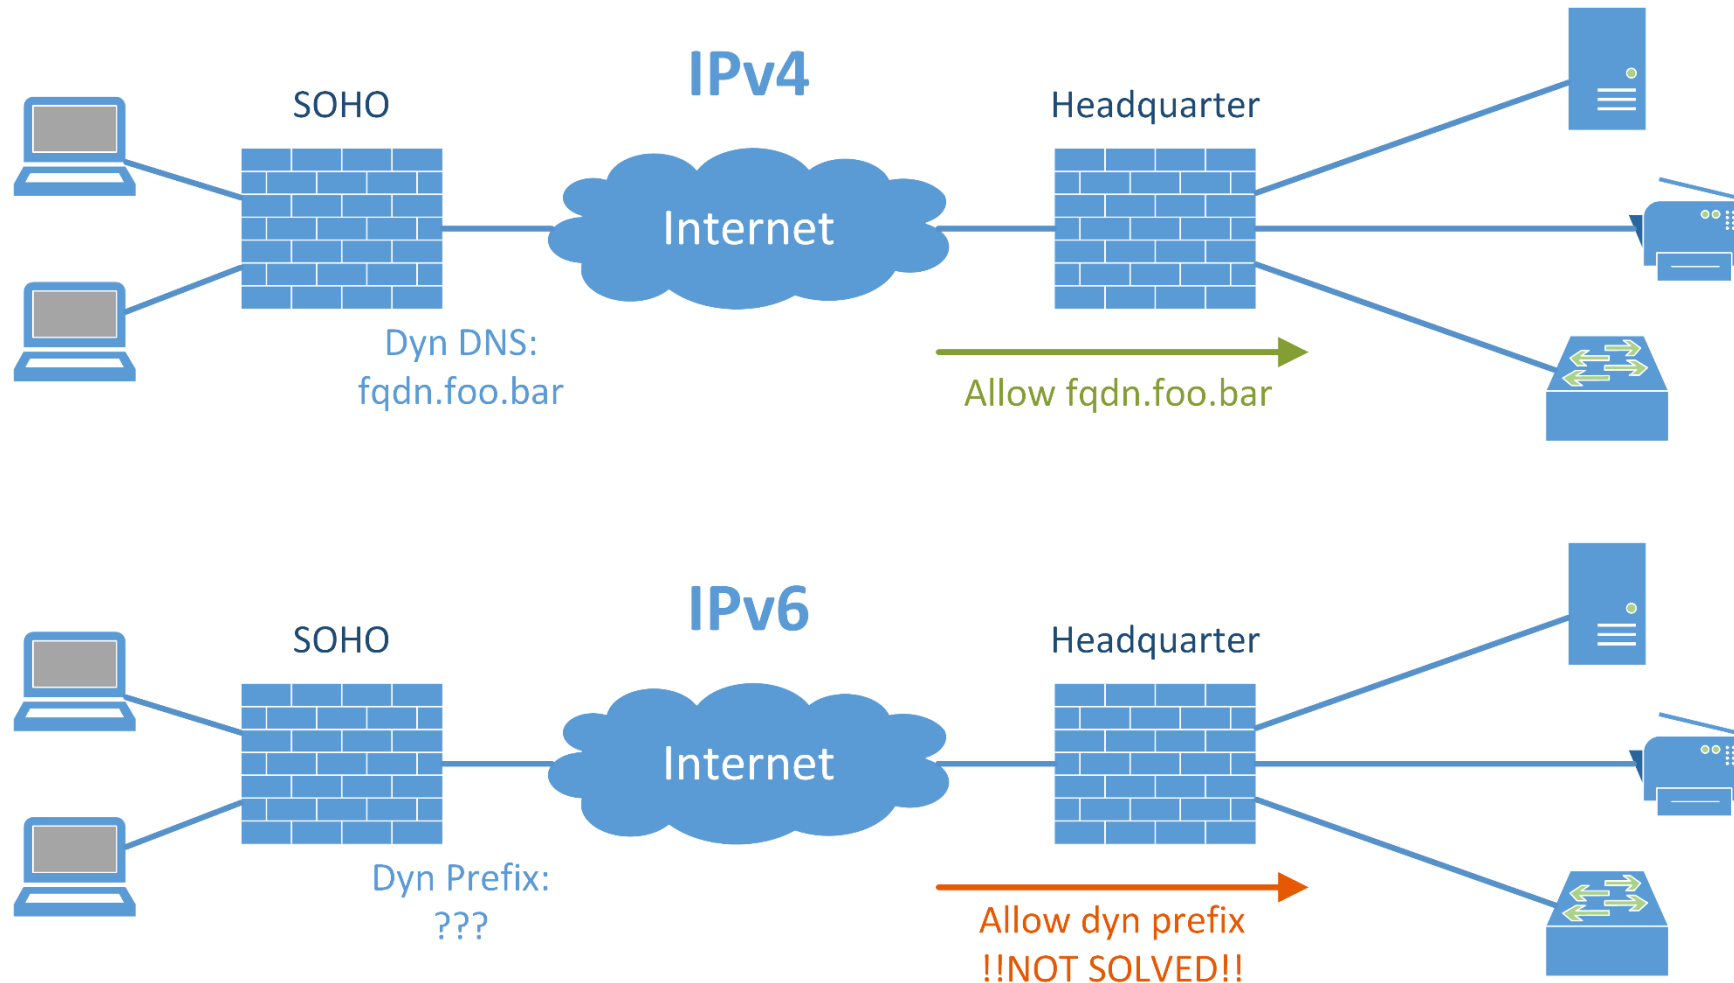 IPv4
SOHO
Headquarter
Internet
Dyn DNS:
fqdn.foo.bar
Allow fqdn.foo.bar
IPv6
SOHO
Headquarter
Internet
Dyn Prefix:
???
Allow dyn prefix
!!NOT SOLVED!!